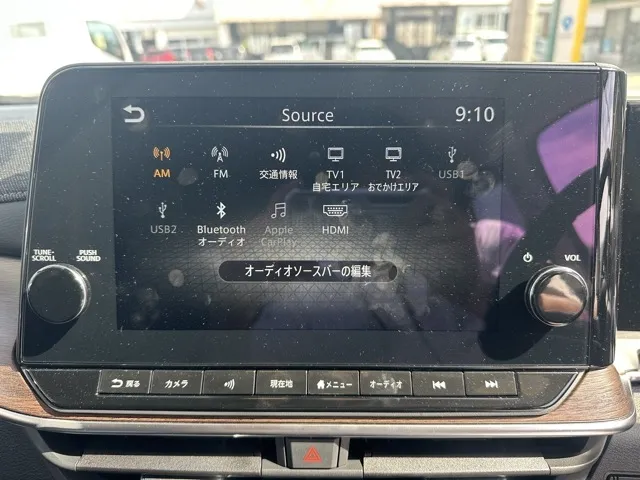 Source
9:10
AM
FM
交通情報
TV1
自宅エリア
TV2
おでかけエリア
USB1
USB2
Bluetooth
オーディオ
Apple
CarPlay
HDMI
オーディオソースバーの編集
TUNE·
SCROLL
PUSH
SOUND
VOL
戻る
カメラ
現在地
メニュー
オーディオ